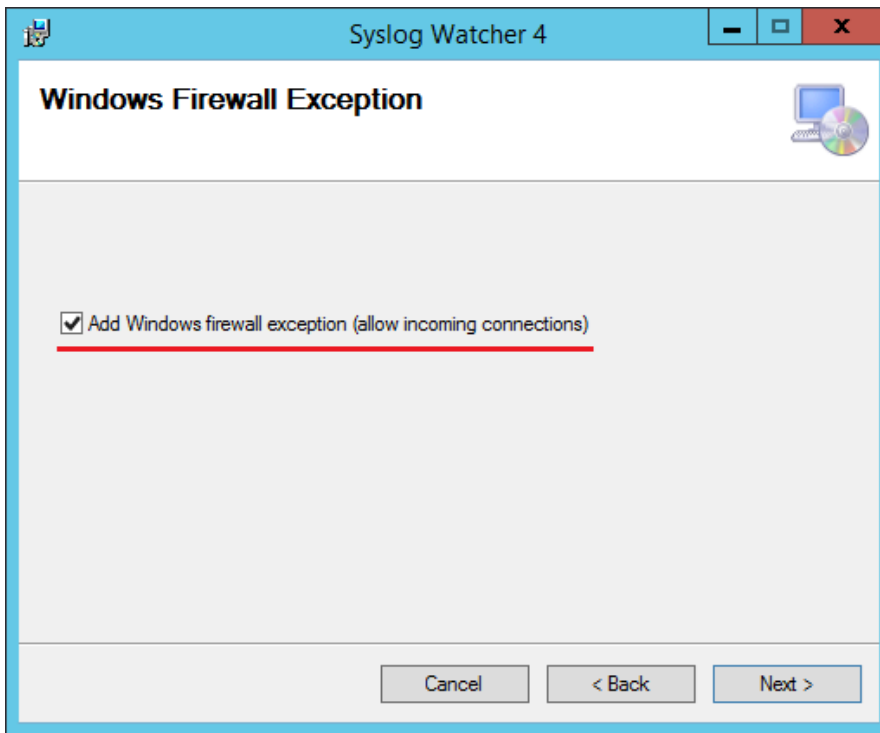 Syslog Watcher 4
Windows Firewall Exception
Add Windows firewall exception (allow incoming connections)
Cancel
< Back
Next >